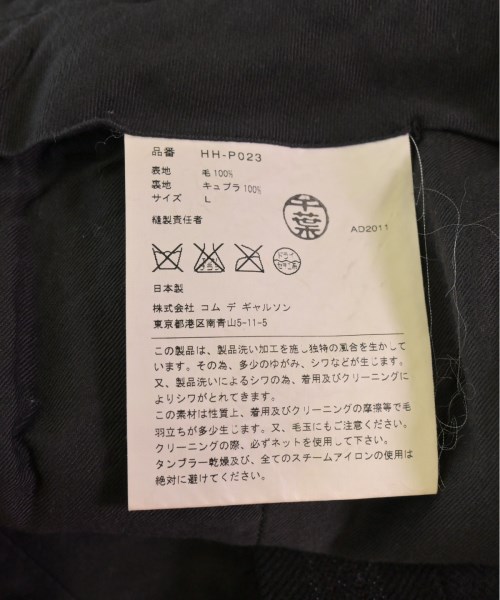 品番 HH-P023
表地 毛100%
裏地 キュプラ100%
サイズ L
縫製責任者
千葉
AD2011
日本製
株式会社 コム デ ギャルソン
東京都港区南青山5-11-5
この製品は、製品洗い加工を施し独特の風合を生かして
います。その為、多少のゆがみ、シワなどが生じます。
又、製品洗いによるシワの為、着用及びクリーニングに
よりシワがとれてきます。
この素材は性質上、着用及びクリーニングの摩擦等で毛
羽立ちが多少生じます。又、毛玉にもご注意ください。
クリーニングの際、必ずネットを使用して下さい。
タンブラー乾燥及び、全てのスチームアイロンの使用は
絶対に避けてください。